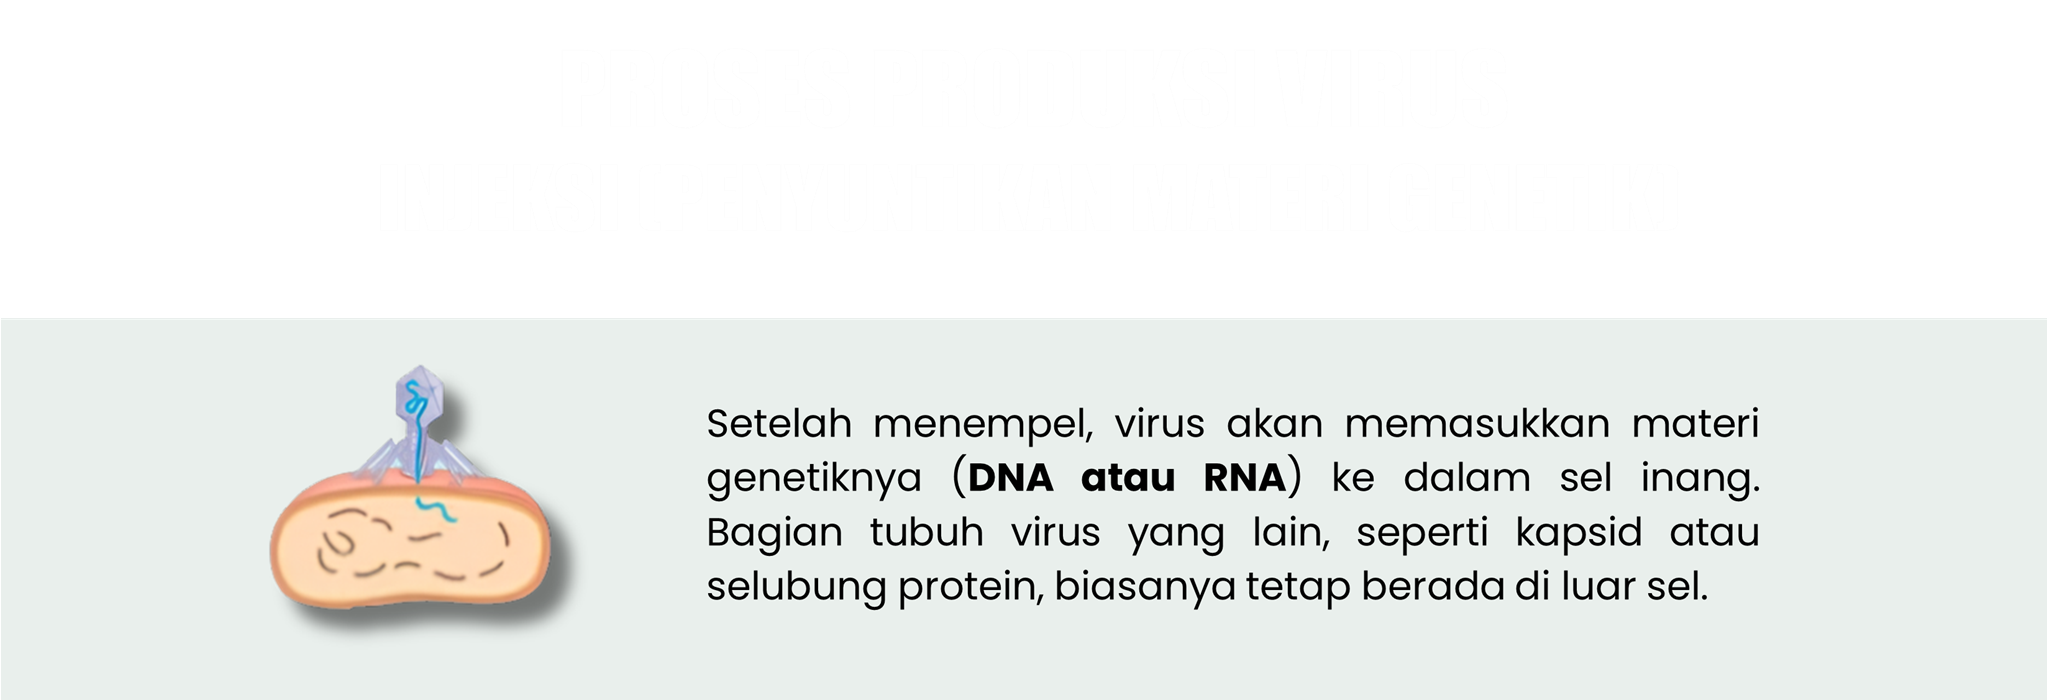 Setelah menempel, virus akan memasukkan materi
genetiknya (DNA atau RNA) ke dalam sel inang.
Bagian tubuh virus yang lain, seperti kapsid atau
selubung protein, biasanya tetap berada di luar sel.